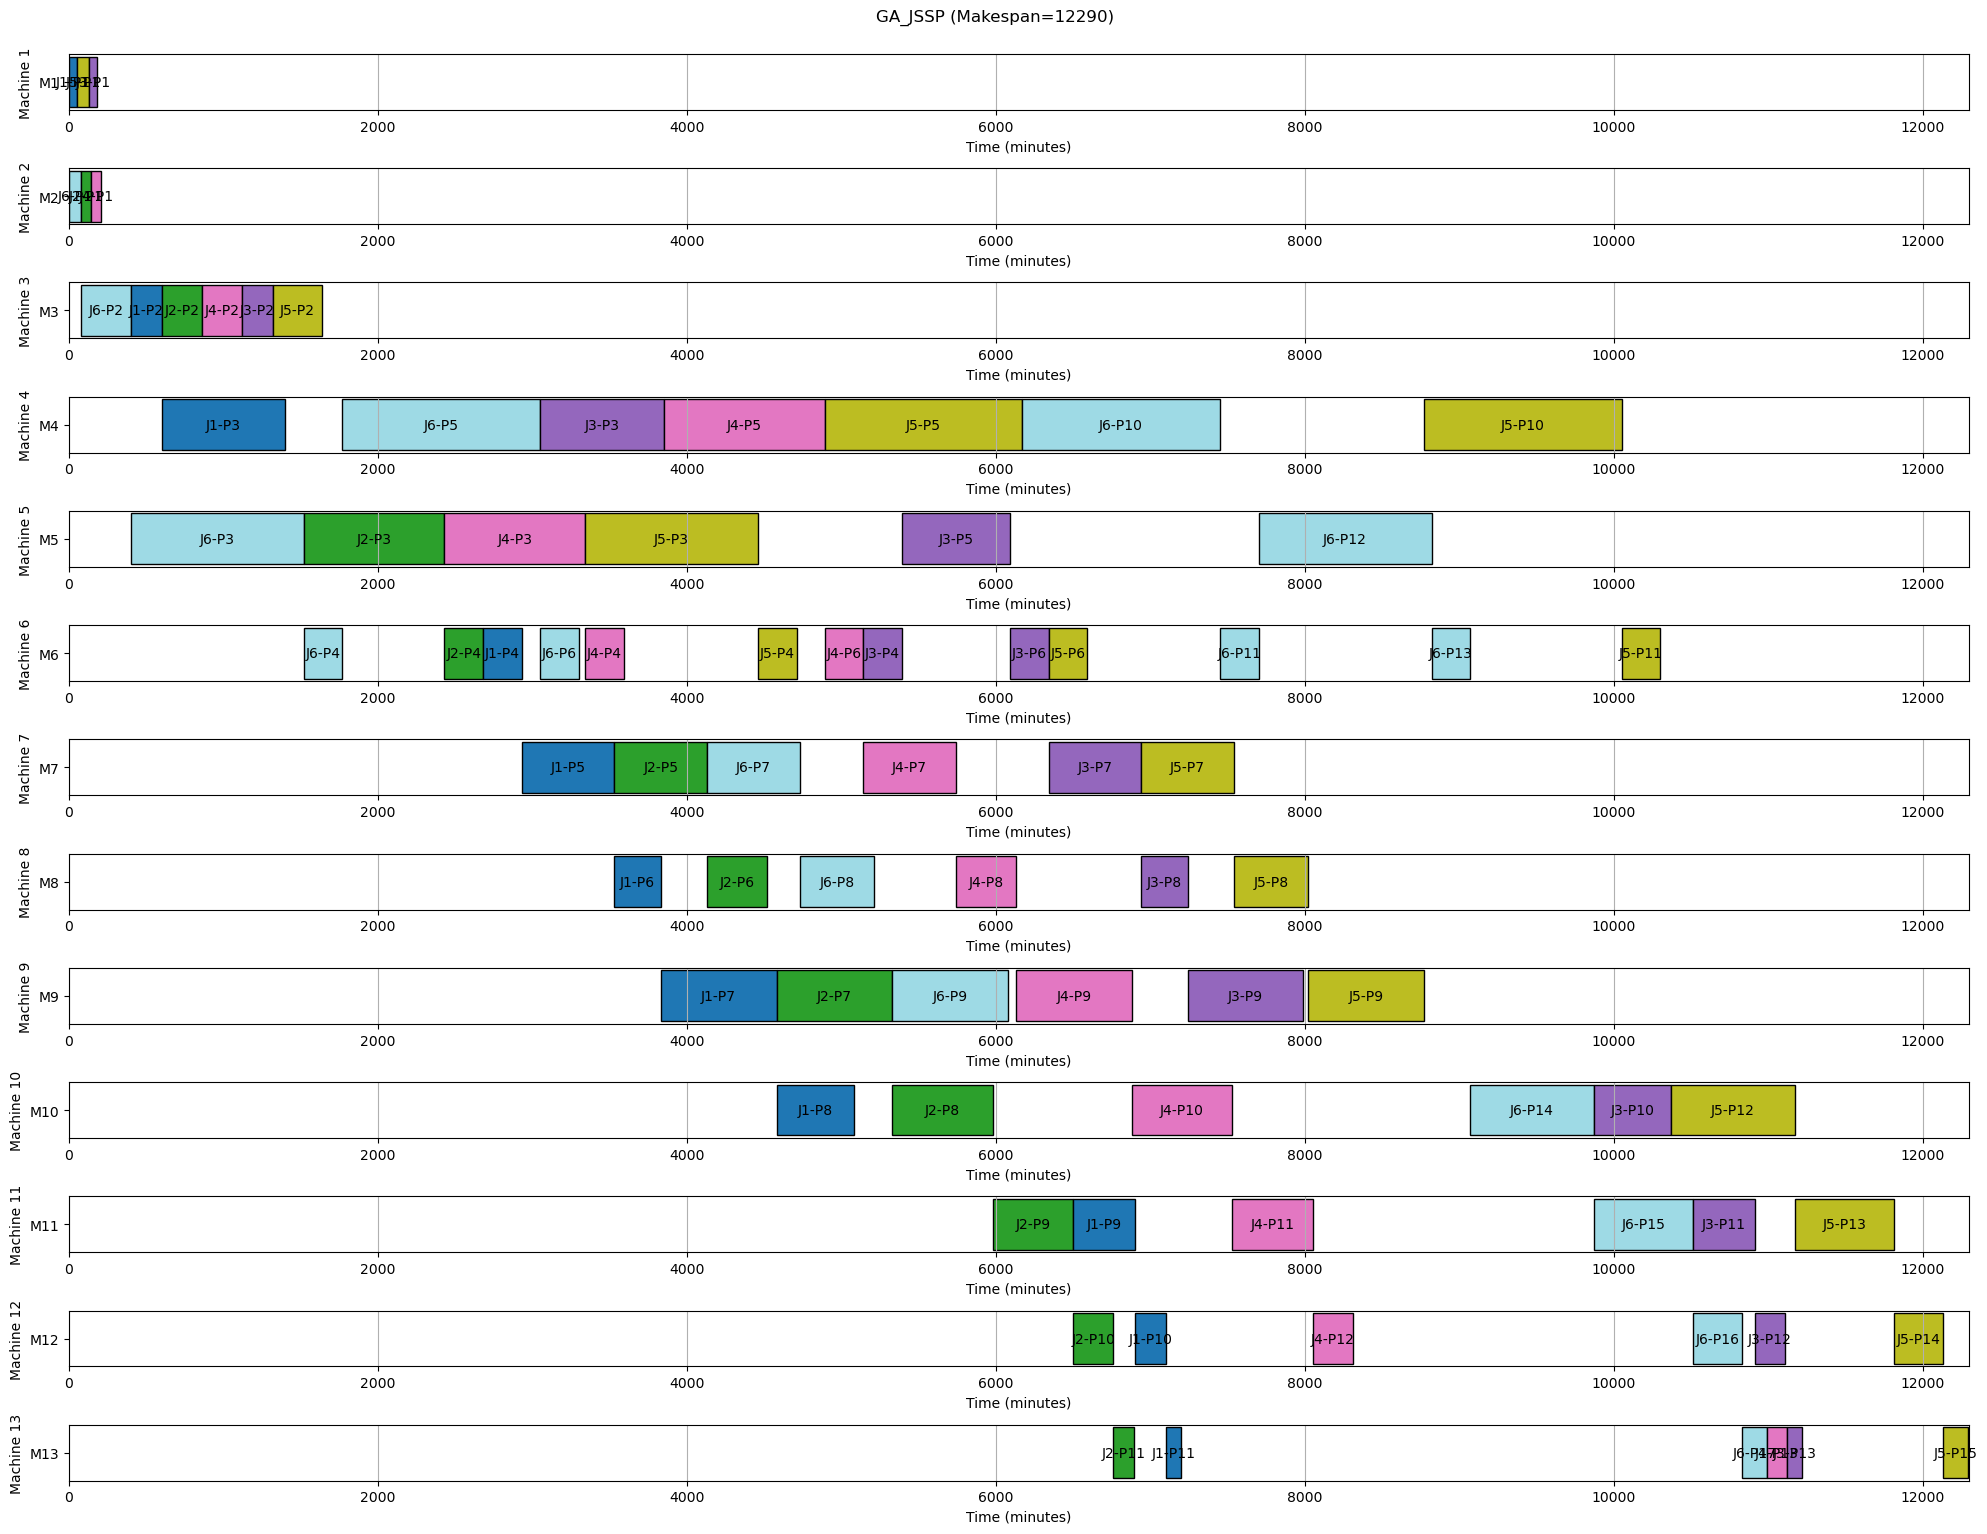 GA_JSSP (Makespan=12290)
Machine 1
M1
0 2000 4000 6000 8000 10000 12000
Time (minutes)
Machine 2
M2
0 2000 4000 6000 8000 10000 12000
Time (minutes)
Machine 3
M3
J6-P2 J1-P2 J2-P2 J4-P2 J3-P2 J5-P2
0 2000 4000 6000 8000 10000 12000
Time (minutes)
Machine 4
M4
J1-P3 J6-P5 J3-P3 J4-P5 J5-P5 J6-P10 J5-P10
0 2000 4000 6000 8000 10000 12000
Time (minutes)
Machine 5
M5
J6-P3 J2-P3 J4-P3 J5-P3 J3-P5 J6-P12
0 2000 4000 6000 8000 10000 12000
Time (minutes)
Machine 6
M6
J6-P4 J2-P4 J1-P4 J6-P6 J4-P4 J5-P4 J4-P6 J3-P4 J3-P6 J5-P6 J6-P11 J6-P13 J5-P11
0 2000 4000 6000 8000 10000 12000
Time (minutes)
Machine 7
M7
J1-P5 J2-P5 J6-P7 J4-P7 J3-P7 J5-P7
0 2000 4000 6000 8000 10000 12000
Time (minutes)
Machine 8
M8
J1-P6 J2-P6 J6-P8 J4-P8 J3-P8 J5-P8
0 2000 4000 6000 8000 10000 12000
Time (minutes)
Machine 9
M9
J1-P7 J2-P7 J6-P9 J4-P9 J3-P9 J5-P9
0 2000 4000 6000 8000 10000 12000
Time (minutes)
Machine 10
M10
J1-P8 J2-P8 J4-P10 J6-P14 J3-P10 J5-P12
0 2000 4000 6000 8000 10000 12000
Time (minutes)
Machine 11
M11
J2-P9 J1-P9 J4-P11 J6-P15 J3-P11 J5-P13
0 2000 4000 6000 8000 10000 12000
Time (minutes)
Machine 12
M12
J2-P10 J1-P10 J4-P12 J6-P16 J3-P12 J5-P14
0 2000 4000 6000 8000 10000 12000
Time (minutes)
Machine 13
M13
J2-P11 J1-P11 J5-P15
0 2000 4000 6000 8000 10000 12000
Time (minutes)